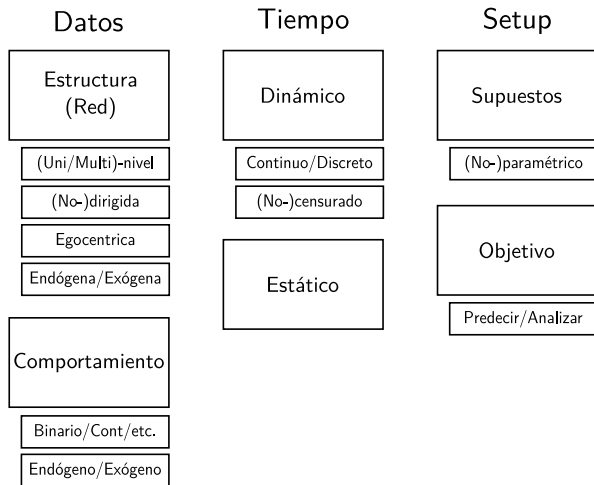 Datos
Estructura
(Red)
(Uni/Multi)-nivel
(No-)dirigida
Egocentrica
Endógena/Exógena
Comportamiento
Binario/Cont/etc.
Endógeno/Exógeno
Tiempo
Dinámico
Continuo/Discreto
(No-)censurado
Estático
Setup
Supuestos
(No-)paramétrico
Objetivo
Predecir/Analizar